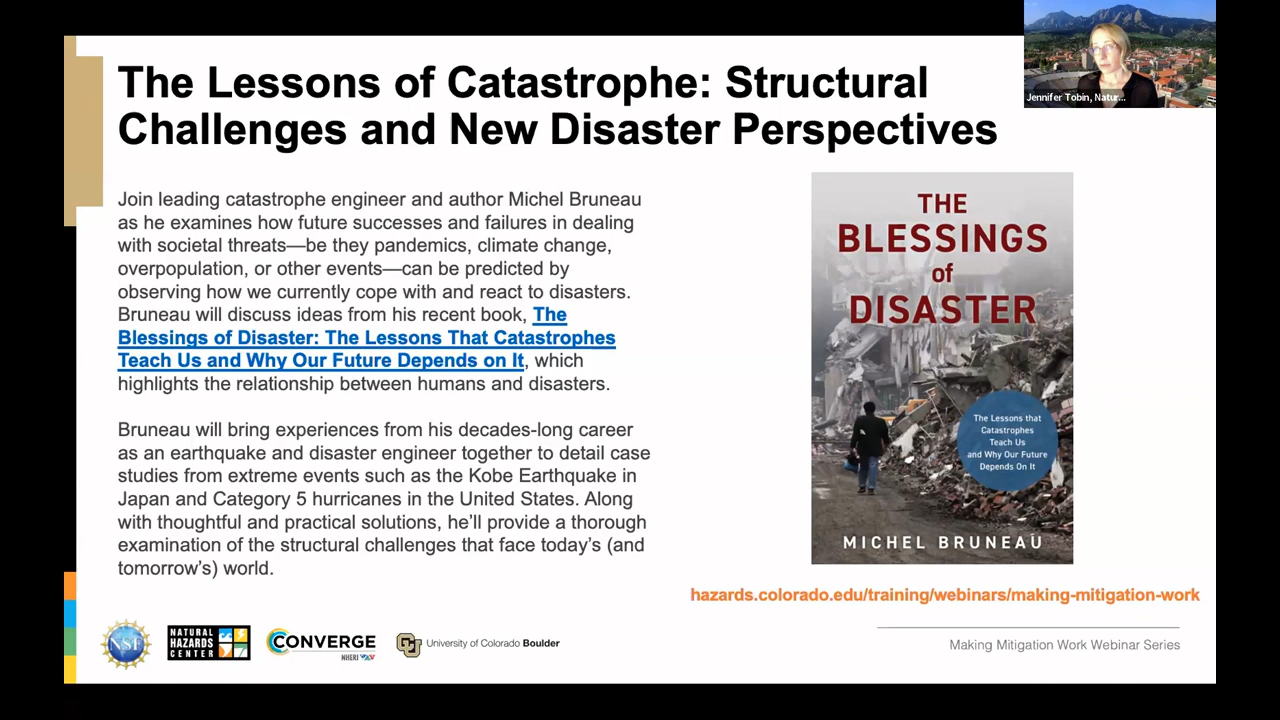 The Lessons of Catastrophe: Structural
Challenges and New Disaster Perspectives
Jennifer Tobin, Natur...
Join leading catastrophe engineer and author Michel Bruneau
as he examines how future successes and failures in dealing
with societal threats—be they pandemics, climate change,
overpopulation, or other events—can be predicted by
observing how we currently cope with and react to disasters.
Bruneau will discuss ideas from his recent book, The
Blessings of Disaster: The Lessons That Catastrophes
Teach Us and Why Our Future Depends on It, which
highlights the relationship between humans and disasters.
Bruneau will bring experiences from his decades-long career
as an earthquake and disaster engineer together to detail case
studies from extreme events such as the Kobe Earthquake in
Japan and Category 5 hurricanes in the United States. Along
with thoughtful and practical solutions, he’ll provide a thorough
examination of the structural challenges that face today’s (and
tomorrow’s) world.
THE
BLESSINGS
of
DISASTER
The Lessons that
Catastrophes
Teach Us
and Why Our Future
Depends On It
MICHEL BRUNEAU
hazards.colorado.edu/training/webinars/making-mitigation-work
NSF
NATURAL
HAZARDS
CENTER
CONVERGE
NHERI
CU
University of Colorado Boulder
Making Mitigation Work Webinar Series